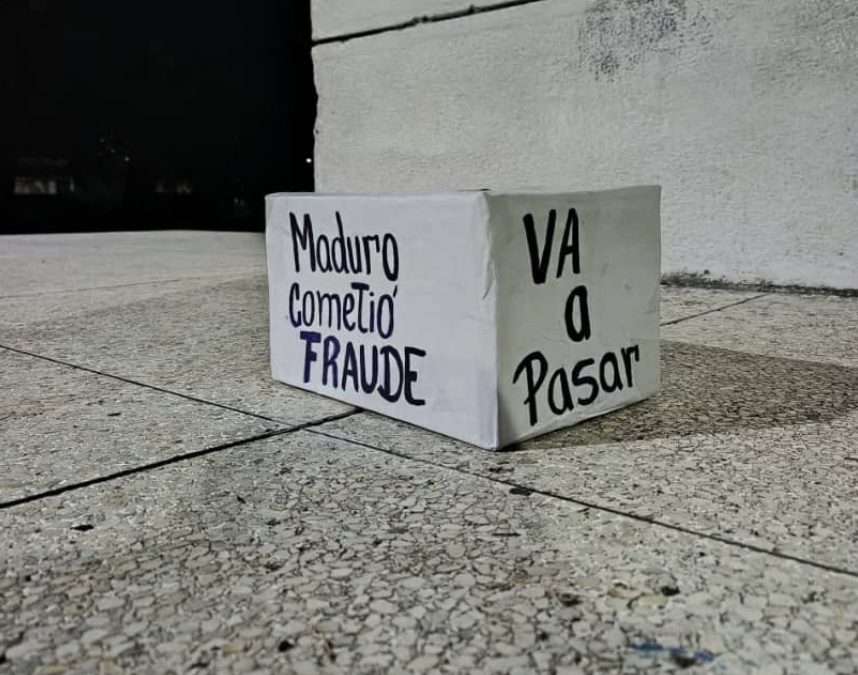 Maduro
cometió
FRAUDE
VA
a
Pasar